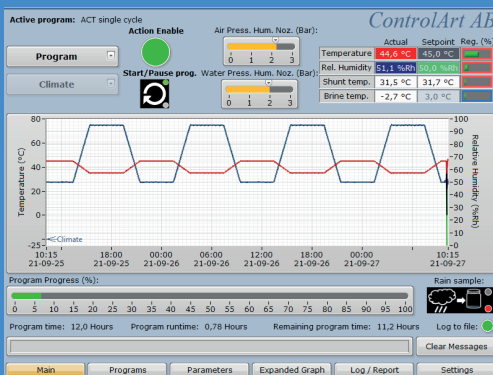 Active program: ACT single cycle
ControlArt AB
Action Enable
Air Press. Hum. Noz. (Bar):
0 1 2 3
Actual Setpoint Reg. (%)
Program
Temperature 44,6 °C 45,0 °C
Rel. Humidity 51,1 %Rh 50,0 %Rh
Start/Pause prog.
Water Press. Hum. Noz. (Bar):
0 1 2 3
Climate
Shunt temp. 31,5 °C 31,7 °C
Brine temp. -2,7 °C 3,0 °C
Temperature (°C)
80
60
40
20
0
-25
Relative Humidity (%Rh)
100
90
80
70
60
50
40
30
20
10
0
Climate
10:15 18:00 00:00 06:00 12:00 18:00 00:00 10:15
21-09-25 21-09-25 21-09-26 21-09-26 21-09-26 21-09-26 21-09-27 21-09-27
Program Progress (%):
Rain sample:
0 5 10 15 20 25 30 35 40 45 50 55 60 65 70 75 80 85 90 95 100
Program time: 12,0 Hours Program runtime: 0,78 Hours Remaining program time: 11,2 Hours Log to file:
Clear Messages
Main Programs Parameters Expanded Graph Log / Report Settings